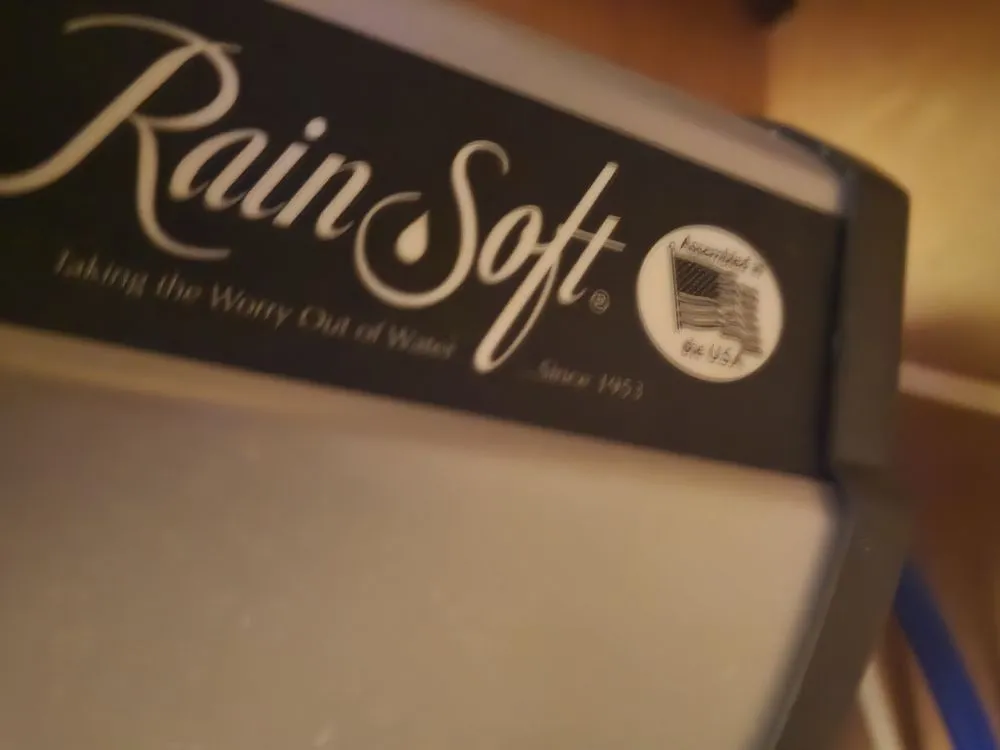 RainSoft®
Taking the Worry Out of Water
...Since 1953
Assembled in
the USA